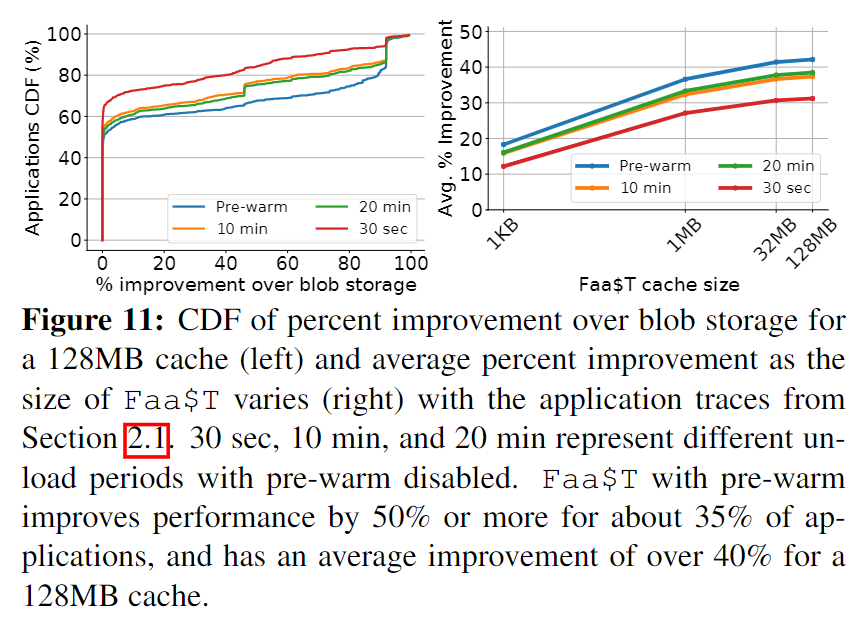 Applications CDF (%)
100
80
60
40
20
0
Pre-warm
10 min
20 min
30 sec
0 20 40 60 80 100
% improvement over blob storage
Avg. % Improvement
50
40
30
20
10
0
Pre-warm
10 min
20 min
30 sec
1KB 1MB 32MB 128MB
Faa$T cache size
Figure 11: CDF of percent improvement over blob storage for
a 128MB cache (left) and average percent improvement as the
size of Faa$T varies (right) with the application traces from
Section 2.1. 30 sec, 10 min, and 20 min represent different un-
load periods with pre-warm disabled. Faa$T with pre-warm
improves performance by 50% or more for about 35% of ap-
plications, and has an average improvement of over 40% for a
128MB cache.